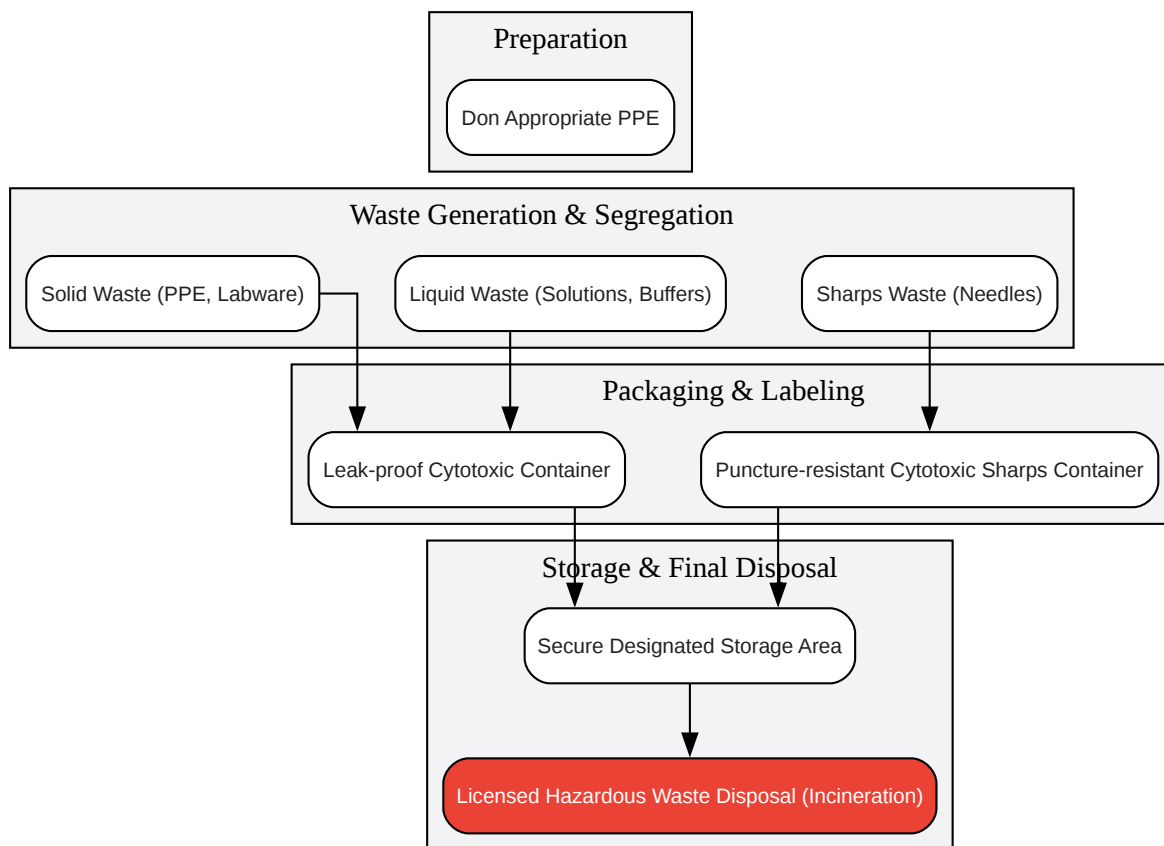 Preparation
Don Appropriate PPE
Waste Generation & Segregation
Solid Waste (PPE, Labware)
Liquid Waste (Solutions, Buffers)
Sharps Waste (Needles)
Packaging & Labeling
Leak-proof Cytotoxic Container
Puncture-resistant Cytotoxic Sharps Container
Storage & Final Disposal
Secure Designated Storage Area
Licensed Hazardous Waste Disposal (Incineration)